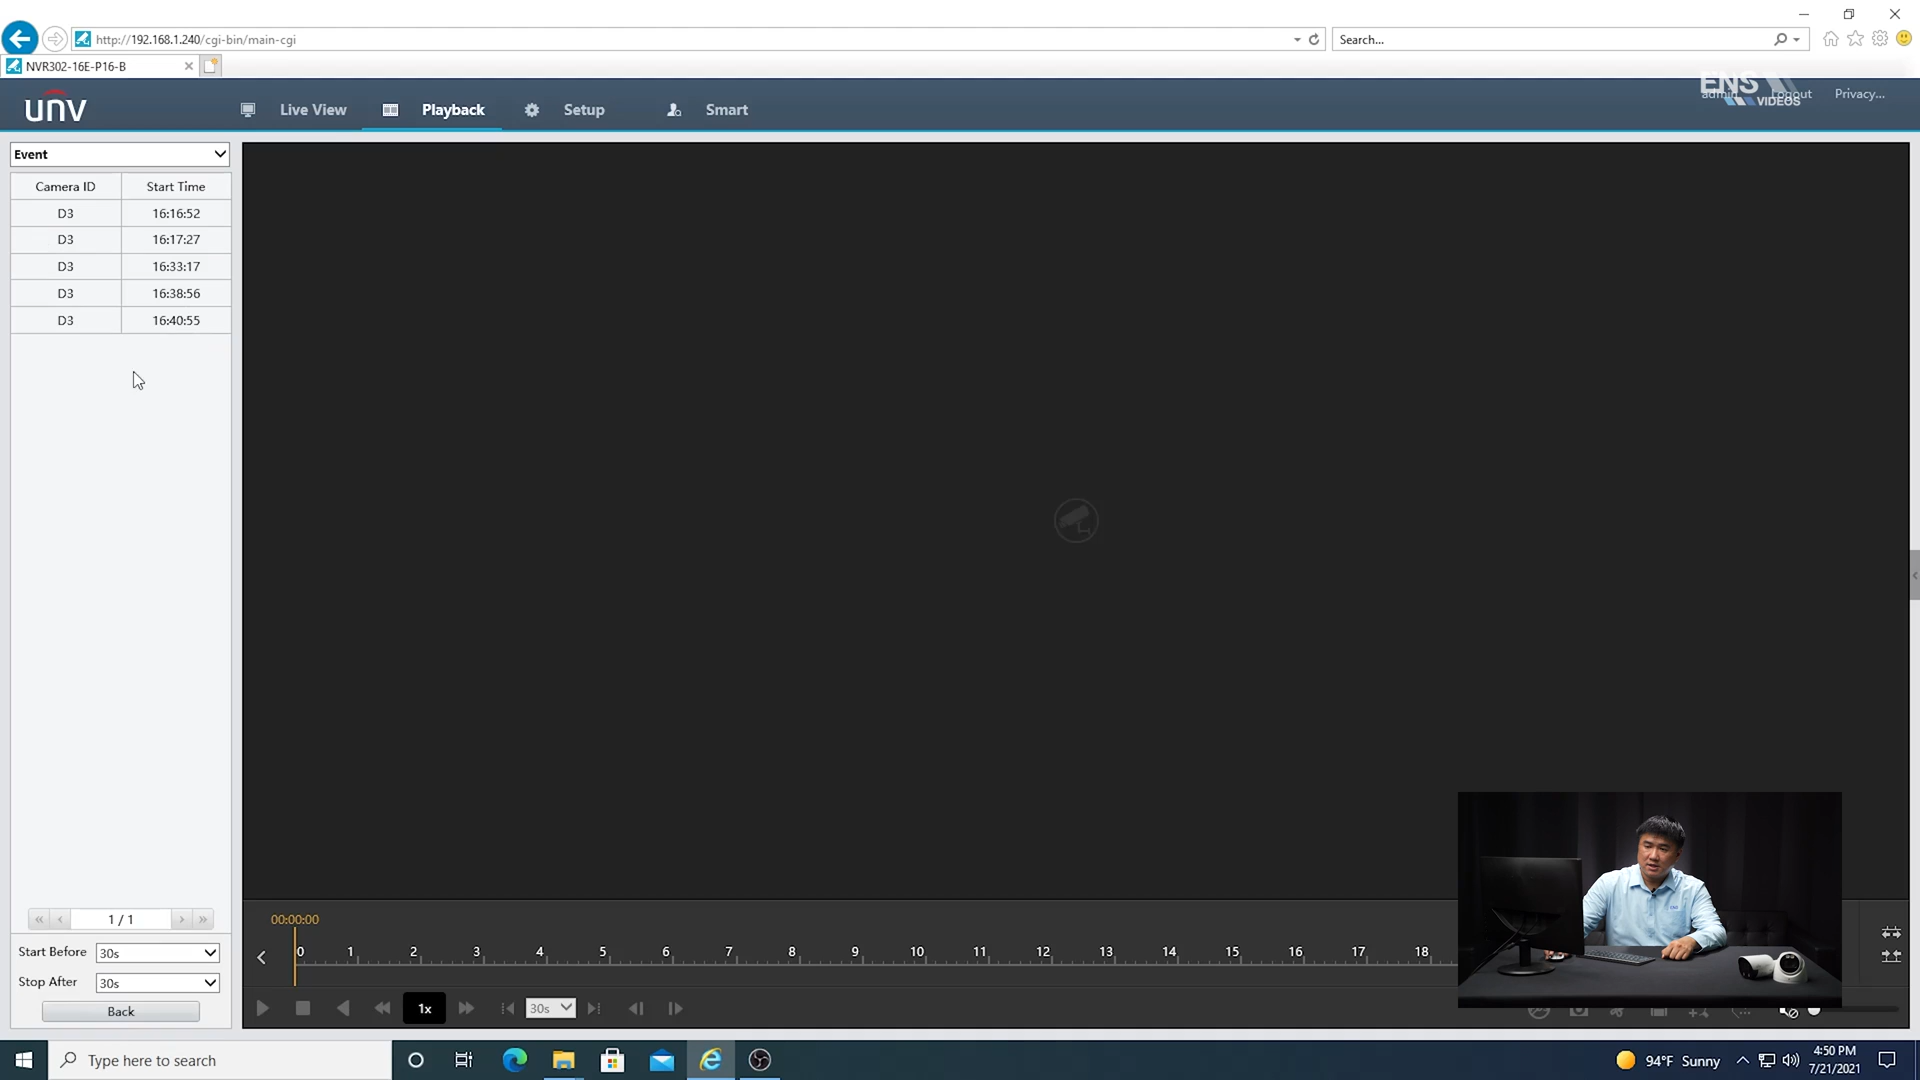 http://192.168.1.240/cgi-bin/main-cgi
Search...
NVR302-16E-P16-B
unv
Live View
Playback
Setup
Smart
admin
Logout
Privacy...
ENS
VIDEOS
Event
Camera ID Start Time
D3 16:16:52
D3 16:17:27
D3 16:33:17
D3 16:38:56
D3 16:40:55
1 / 1
Start Before 30s
Stop After 30s
Back
00:00:00
0 1 2 3 4 5 6 7 8 9 10 11 12 13 14 15 16 17 18
1x
30s
Type here to search
94°F Sunny
4:50 PM
7/21/2021